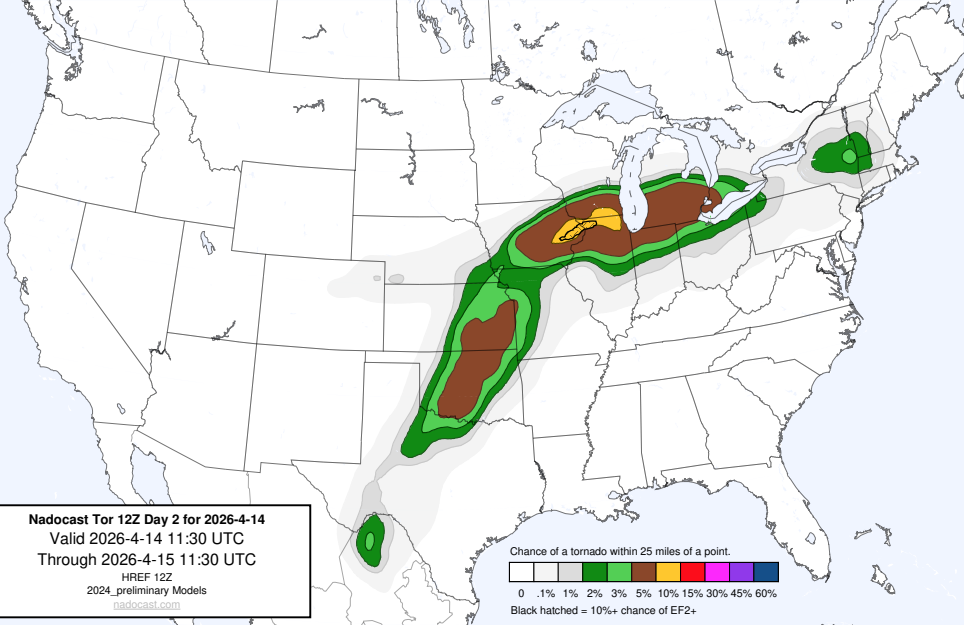 Nadocast Tor 12Z Day 2 for 2026-4-14
Valid 2026-4-14 11:30 UTC
Through 2026-4-15 11:30 UTC
HREF 12Z
2024_preliminary Models
nadocast.com
Chance of a tornado within 25 miles of a point.
0 .1% 1% 2% 3% 5% 10% 15% 30% 45% 60%
Black hatched = 10%+ chance of EF2+